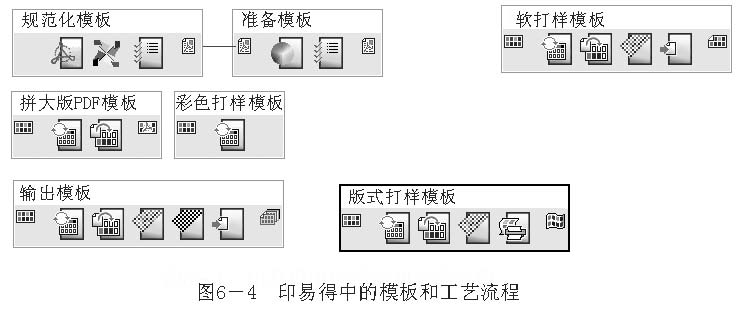 规范化模板
准备模板
软打样模板
拼大版PDF模板
彩色打样模板
输出模板
版式打样模板
图6-4 印易得中的模板和工艺流程